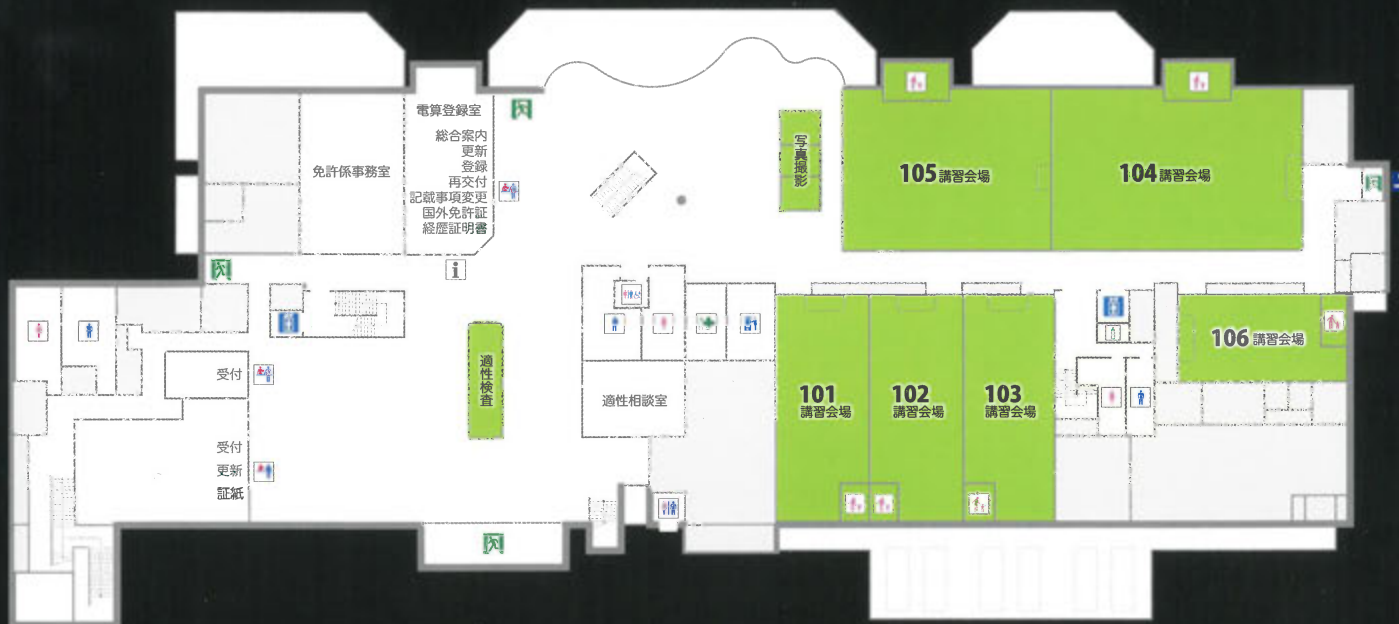 電算登録室
総合案内
更新
登録
再交付
記載事項変更
国外免許証
経歴証明書
免許係事務室
i
写真撮影
105 講習会場
104 講習会場
受付
適性検査
適性相談室
101
講習会場
102
講習会場
103
講習会場
106 講習会場
受付
更新
証紙